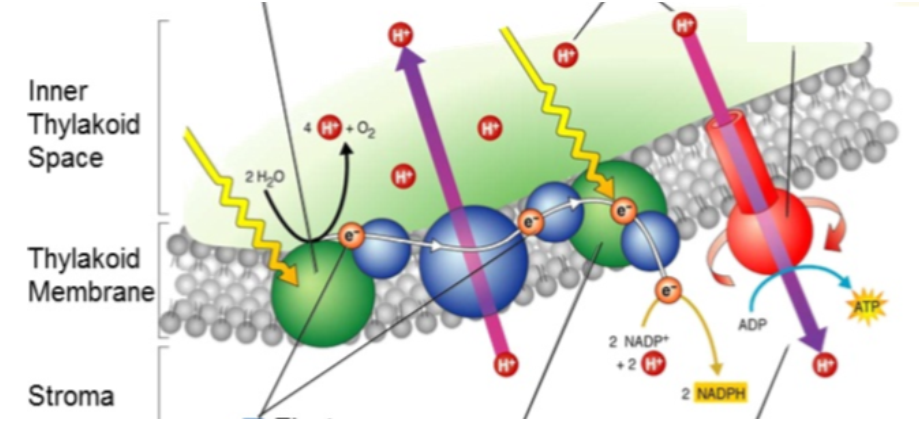 Inner
Thylakoid
Space
Thylakoid
Membrane
Stroma
H⁺
H⁺
H⁺
4 H⁺ + O₂
H⁺
H⁺
2 H₂O
e⁻
e⁻
e⁻
e⁻
2 NADP⁺
+ 2 H⁺
2 NADPH
ADP
ATP
H⁺
H⁺